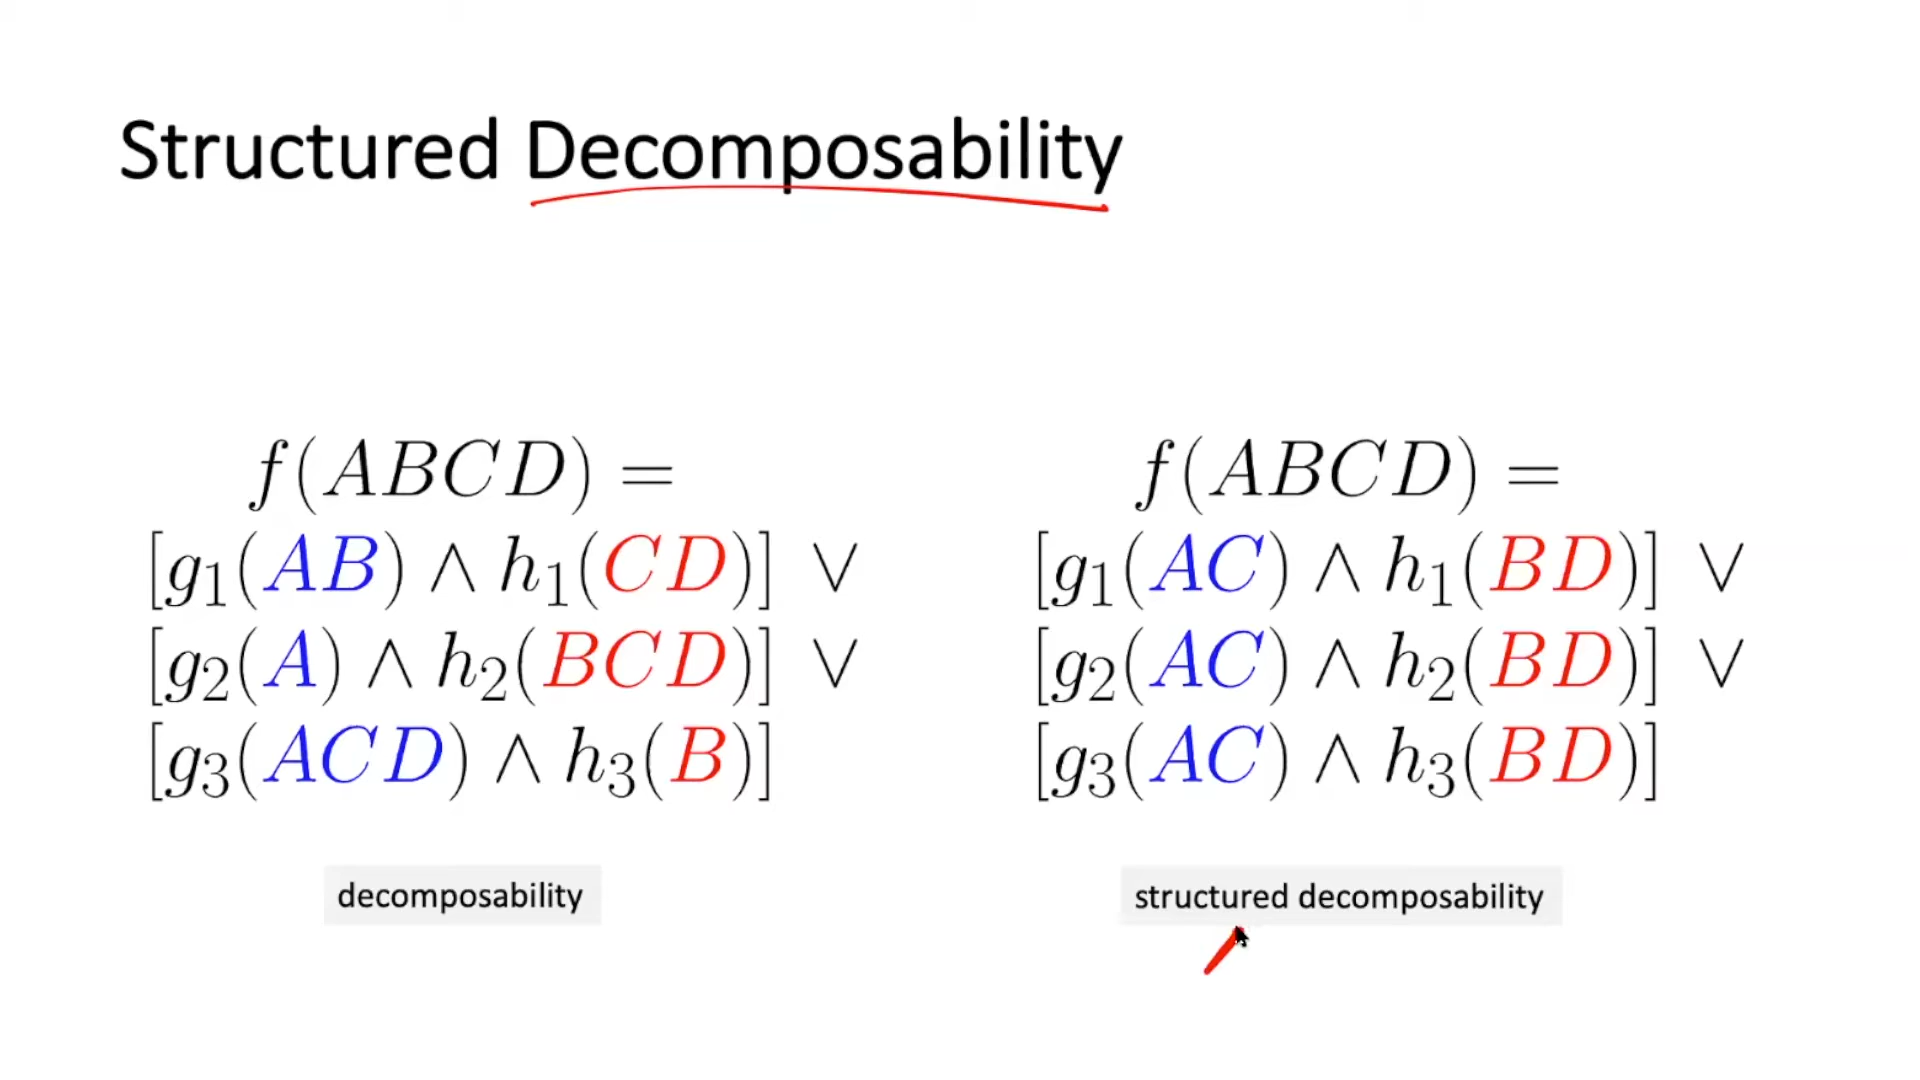 Structured Decomposability
f(ABCD) =
[g₁(AB) ∧ h₁(CD)] ∨
[g₂(A) ∧ h₂(BCD)] ∨
[g₃(ACD) ∧ h₃(B)]
decomposability
f(ABCD) =
[g₁(AC) ∧ h₁(BD)] ∨
[g₂(AC) ∧ h₂(BD)] ∨
[g₃(AC) ∧ h₃(BD)]
structured decomposability